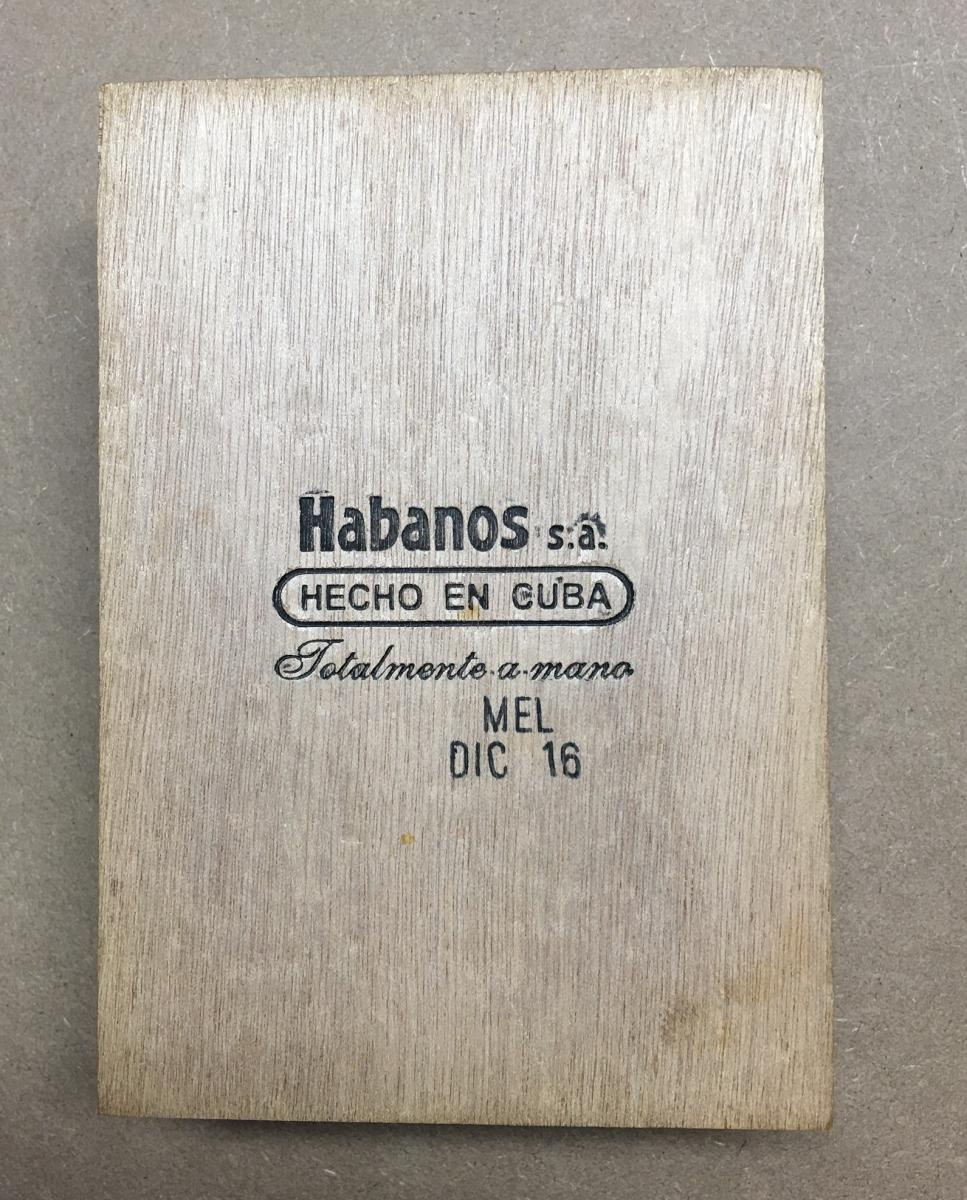 Habanos s.a.
HECHO EN CUBA
Totalmente a mano
MEL
DIC 16